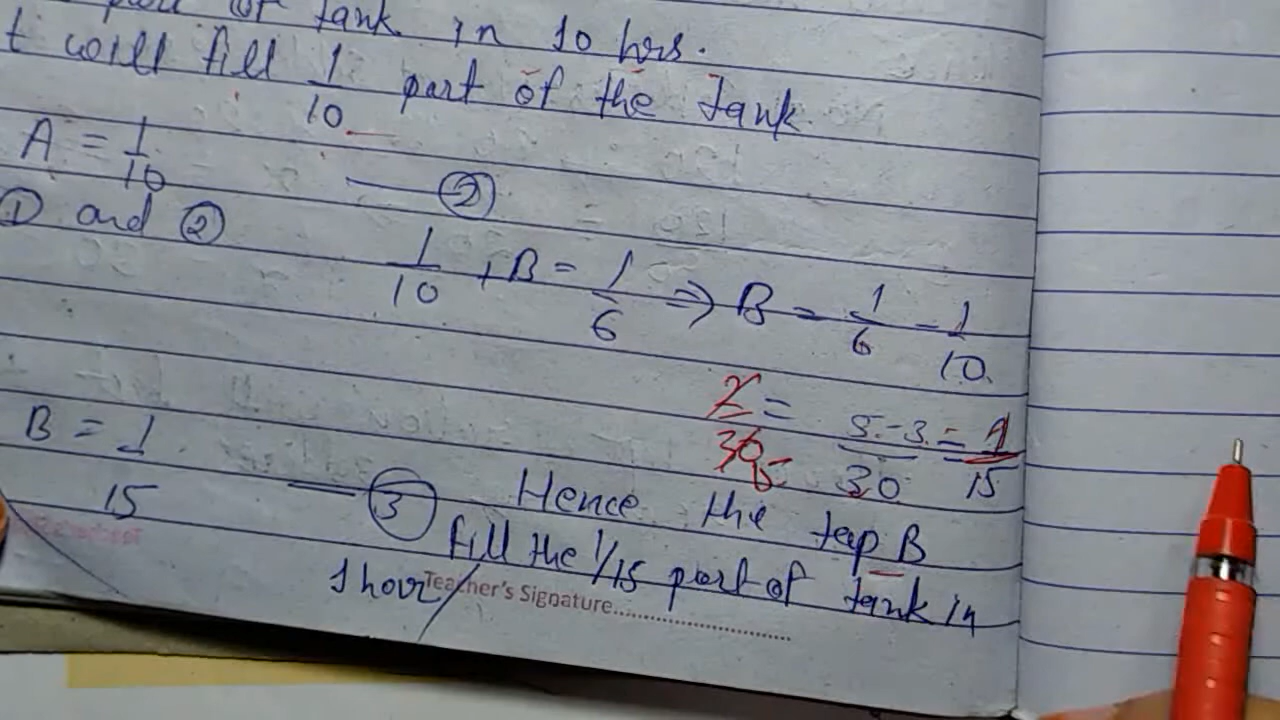 of tank in 10 hrs.
t will fill 1/10 part of the tank
A = 1/10 — ②
① and ②
1/10 + B = 1/6 ⇒ B = 1/6 - 1/10.
= 5-3/30 = 1/15
B = 1/15 — ③
Hence the tap B
fill the 1/15 part of tank in
1 hour/
Teacher's Signature